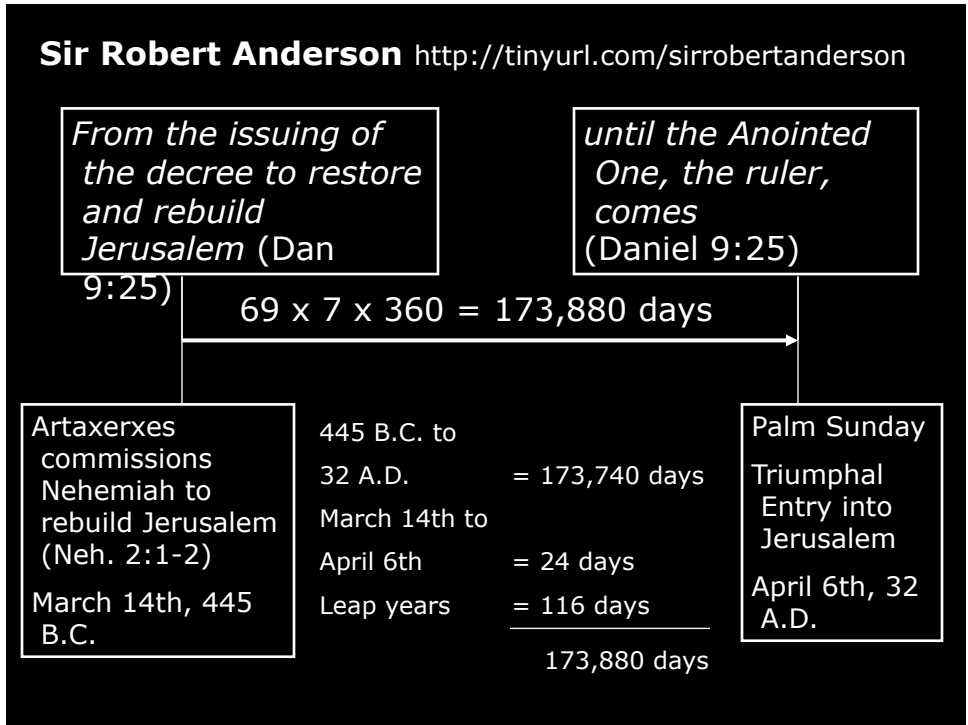 Sir Robert Anderson http://tinyurl.com/sirrobertanderson
From the issuing of
the decree to restore
and rebuild
Jerusalem (Dan
9:25)
until the Anointed
One, the ruler,
comes
(Daniel 9:25)
69 x 7 x 360 = 173,880 days
Artaxerxes
commissions
Nehemiah to
rebuild Jerusalem
(Neh. 2:1-2)
March 14th, 445
B.C.
445 B.C. to
32 A.D. = 173,740 days
March 14th to
April 6th = 24 days
Leap years = 116 days
173,880 days
Palm Sunday
Triumphal
Entry into
Jerusalem
April 6th, 32
A.D.